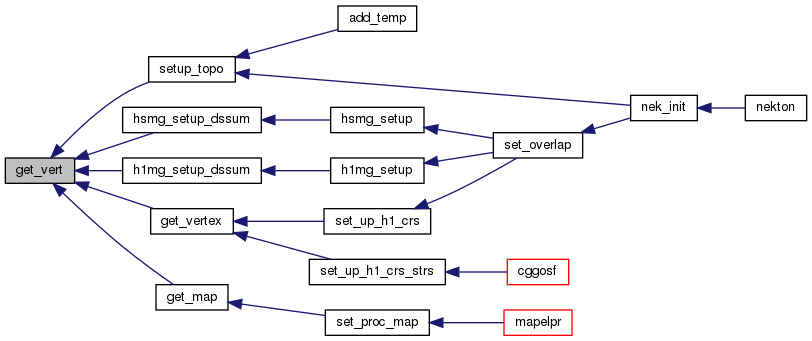 add_temp
setup_topo
nek_init
nekton
hsmg_setup_dssum
hsmg_setup
set_overlap
get_vert
h1mg_setup_dssum
h1mg_setup
get_vertex
set_up_h1_crs
set_up_h1_crs_strs
cggosf
get_map
set_proc_map
mapelpr